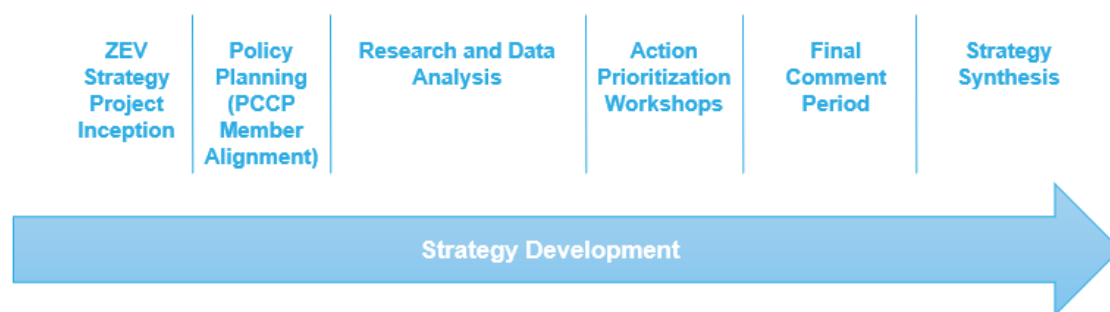 ZEV
Strategy
Project
Inception
Policy
Planning
(PCCP
Member
Alignment)
Research and Data
Analysis
Action
Prioritization
Workshops
Final
Comment
Period
Strategy
Synthesis
Strategy Development